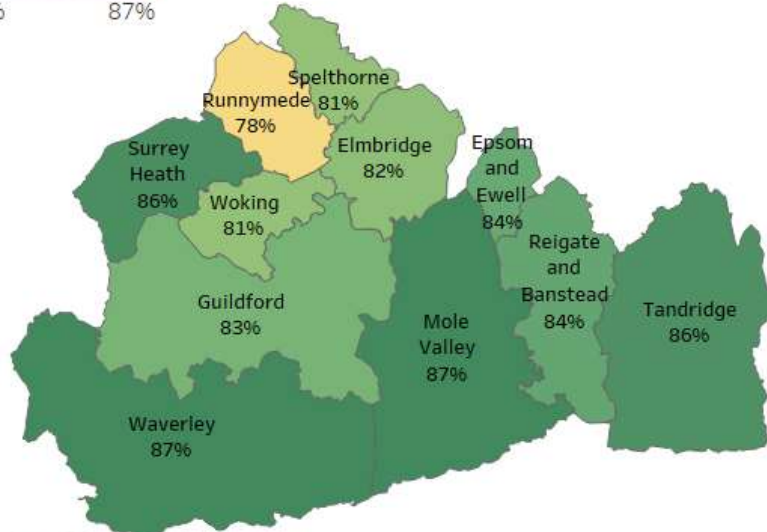 %
87%
Spelthorne
81%
Runnymede
78%
Elmbridge
82%
Surrey
Heath
86%
Epsom
and
Ewell
84%
Woking
81%
Reigate
and
Banstead
84%
Guildford
83%
Mole
Valley
87%
Tandridge
86%
Waverley
87%